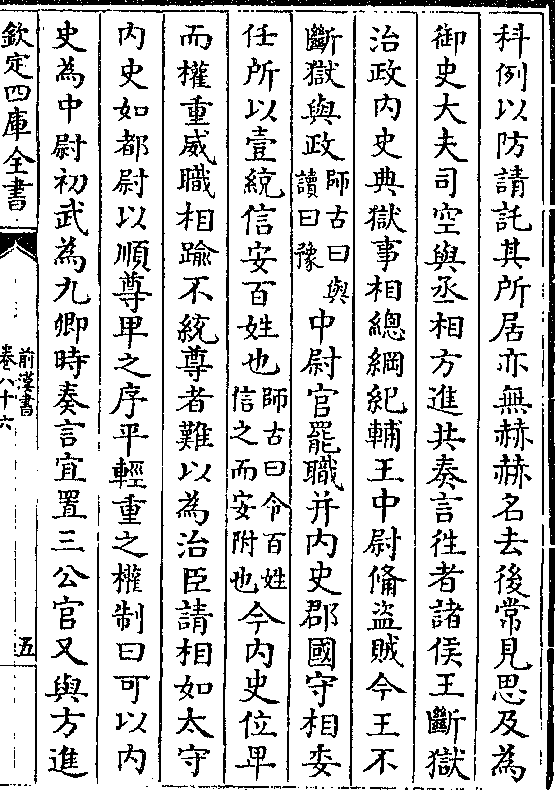 科例以防請託其所居亦無赫赫名去後常見思及為
御史大夫司空與丞相方進共奏言往者諸侯王斷獄
治政内史典獄事相總綱紀輔王中尉備盜賊今王不
斷獄與政師古曰與讀曰豫中尉官罷職并内史郡國守相委
任所以壹統信安百姓也師古曰令百姓信之而安附也今内史位卑
而權重威職相踰不統尊者難以為治臣請相如太守
内史如都尉以順尊卑之序平輕重之權制曰可以内
史為中尉初武為九卿時奏言宜置三公官又與方進
欽定四庫全書
前漢書
卷八十六
五